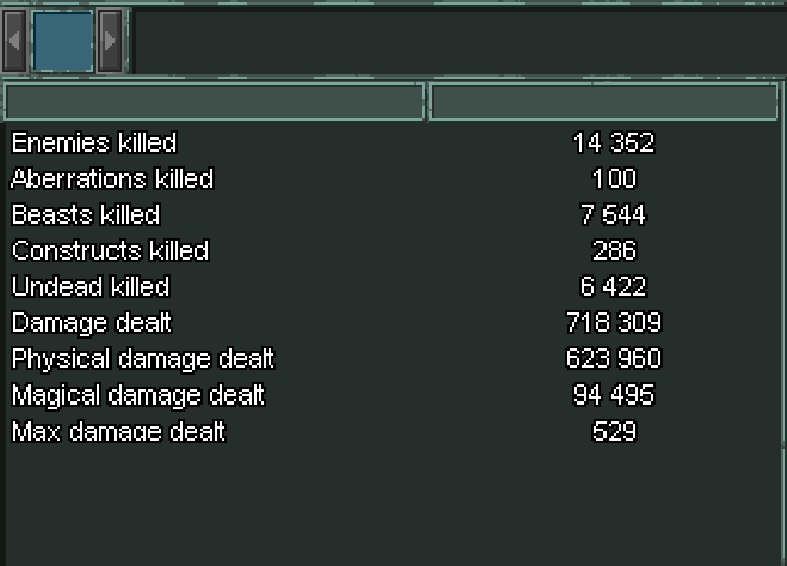 Enemies killed 14 352
Aberrations killed 100
Beasts killed 7 544
Constructs killed 286
Undead killed 6 422
Damage dealt 718 309
Physical damage dealt 623 960
Magical damage dealt 94 495
Max damage dealt 529